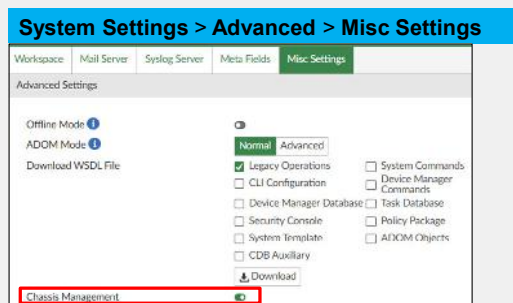 System Settings > Advanced > Misc Settings
Workspace Mail Server Syslog Server Meta Fields Misc Settings
Advanced Settings
Offline Mode
ADOM Mode Normal Advanced
Download WSDL File Legacy Operations System Commands
CLI Configuration Device Manager Commands
Device Manager Database Task Database
Security Console Policy Package
System Template ADOM Objects
CDB Auxiliary
Download
Chassis Management